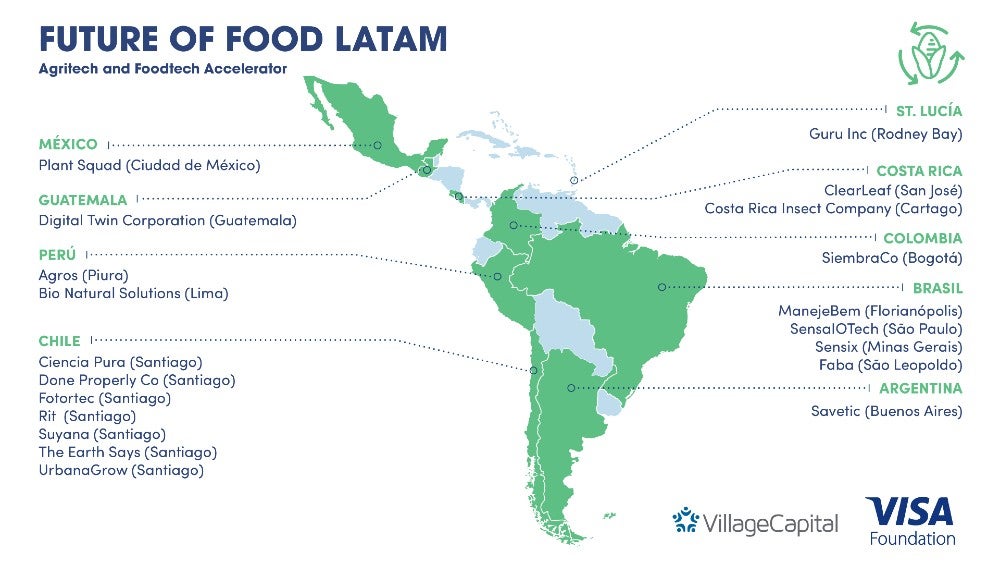 FUTURE OF FOOD LATAM
Agritech and Foodtech Accelerator
MÉXICO
Plant Squad (Ciudad de México)
GUATEMALA
Digital Twin Corporation (Guatemala)
PERÚ
Agros (Piura)
Bio Natural Solutions (Lima)
CHILE
Ciencia Pura (Santiago)
Done Properly Co (Santiago)
Fotortec (Santiago)
Rit (Santiago)
Suyana (Santiago)
The Earth Says (Santiago)
UrbanaGrow (Santiago)
ST. LUCÍA
Guru Inc (Rodney Bay)
COSTA RICA
ClearLeaf (San José)
Costa Rica Insect Company (Cartago)
COLOMBIA
SiembraCo (Bogotá)
BRASIL
ManejeBem (Florianópolis)
SensaIOTech (São Paulo)
Sensix (Minas Gerais)
Faba (São Leopoldo)
ARGENTINA
Savetic (Buenos Aires)
VillageCapital
VISA
Foundation